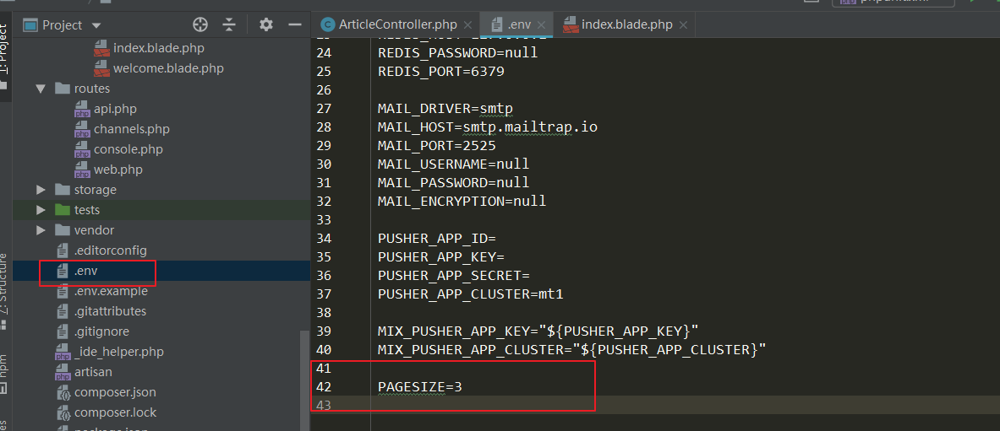 Project
ArticleController.php
.env
index.blade.php
1: Project
index.blade.php
welcome.blade.php
routes
api.php
channels.php
console.php
web.php
storage
tests
vendor
.editorconfig
.env
.env.example
.gitattributes
.gitignore
_ide_helper.php
artisan
composer.json
composer.lock
7: Structure
npm
24 REDIS_PASSWORD=null
25 REDIS_PORT=6379
26
27 MAIL_DRIVER=smtp
28 MAIL_HOST=smtp.mailtrap.io
29 MAIL_PORT=2525
30 MAIL_USERNAME=null
31 MAIL_PASSWORD=null
32 MAIL_ENCRYPTION=null
33
34 PUSHER_APP_ID=
35 PUSHER_APP_KEY=
36 PUSHER_APP_SECRET=
37 PUSHER_APP_CLUSTER=mt1
38
39 MIX_PUSHER_APP_KEY="${PUSHER_APP_KEY}"
40 MIX_PUSHER_APP_CLUSTER="${PUSHER_APP_CLUSTER}"
41
42 PAGESIZE=3
43